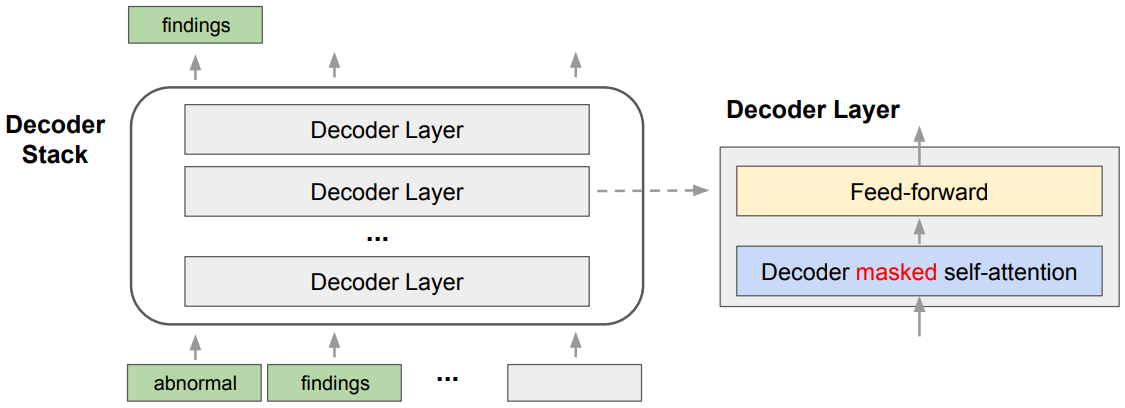 findings
Decoder
Stack
Decoder Layer
Decoder Layer
...
Decoder Layer
abnormal
findings
...
Decoder Layer
Feed-forward
Decoder masked self-attention